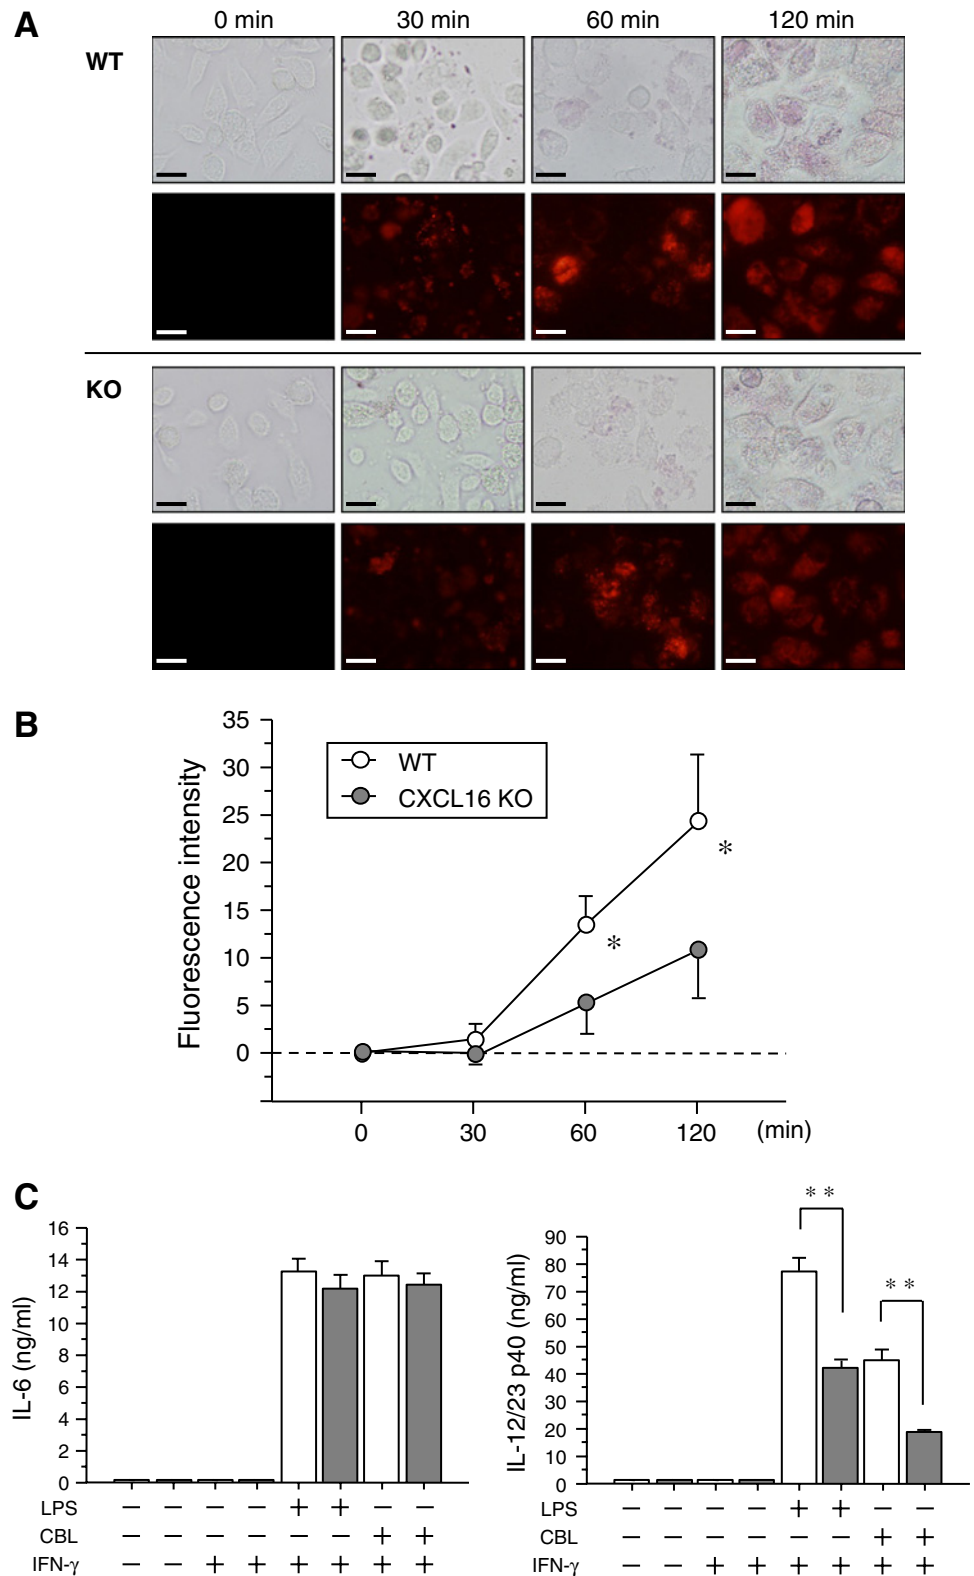 A
0 min 30 min 60 min 120 min
WT
KO
B
Fluorescence intensity
35
30
25
20
15
10
5
0
WT
CXCL16 KO
*
*
0 30 60 120 (min)
C
IL-6 (ng/ml)
16
14
12
10
8
6
4
2
0
LPS − − − − + + − −
CBL − − − − − − + +
IFN-γ − − + + + + + +
IL-12/23 p40 (ng/ml)
90
80
70
60
50
40
30
20
10
0
**
**
LPS − − − − + + − −
CBL − − − − − − + +
IFN-γ − − + + + + + +